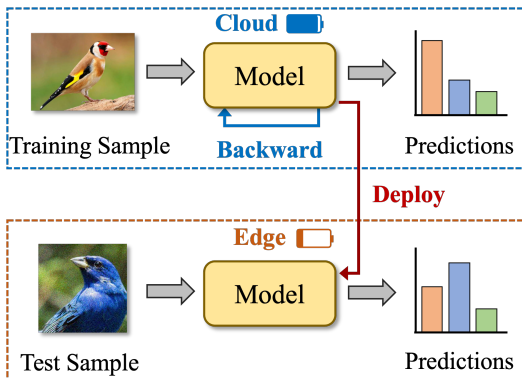 Cloud
Model
Training Sample
Backward
Predictions
Deploy
Edge
Model
Test Sample
Predictions